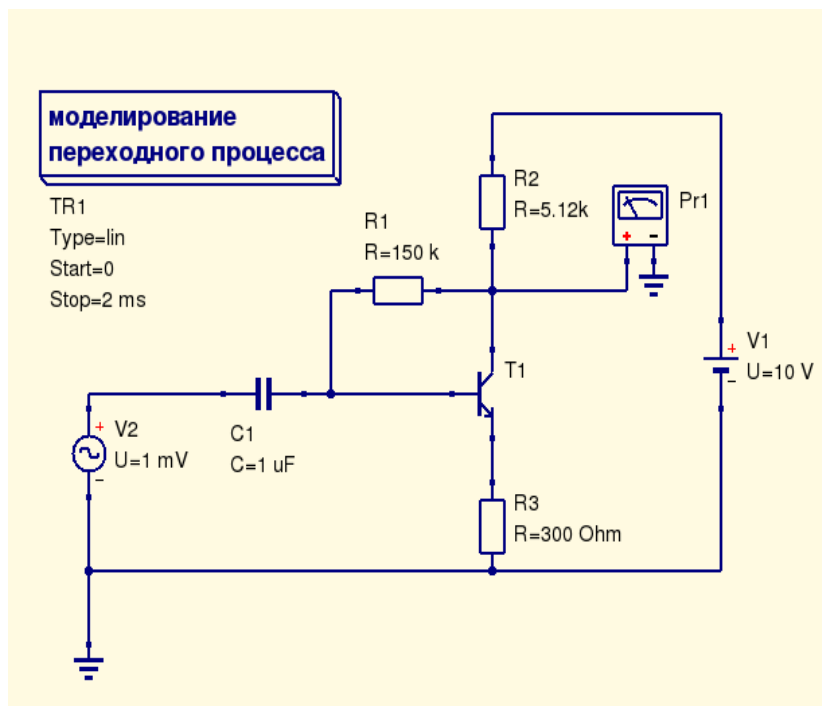 моделирование
переходного процесса
TR1
Type=lin
Start=0
Stop=2 ms
R1
R=150 k
R2
R=5.12k
Pr1
+ -
V1
+
U=10 V
-
T1
C1
C=1 uF
V2
+
U=1 mV
-
R3
R=300 Ohm